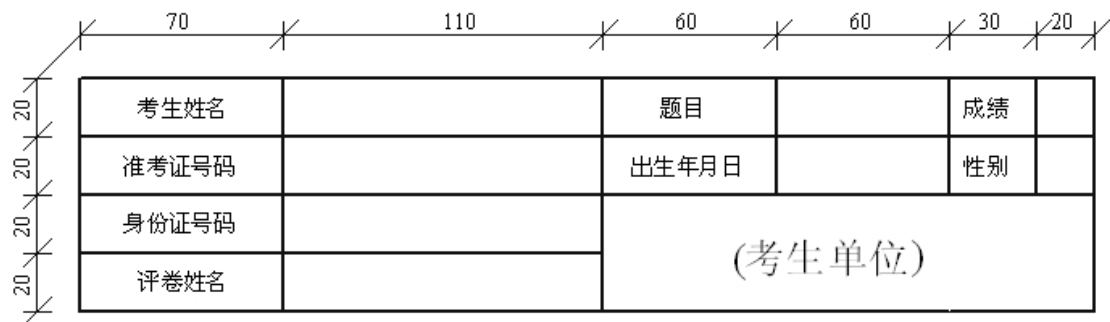 70 110 60 60 30 20
20 考生姓名 题目 成绩
20 准考证号码 出生年月日 性别
20 身份证号码
(考生单位)
20 评卷姓名